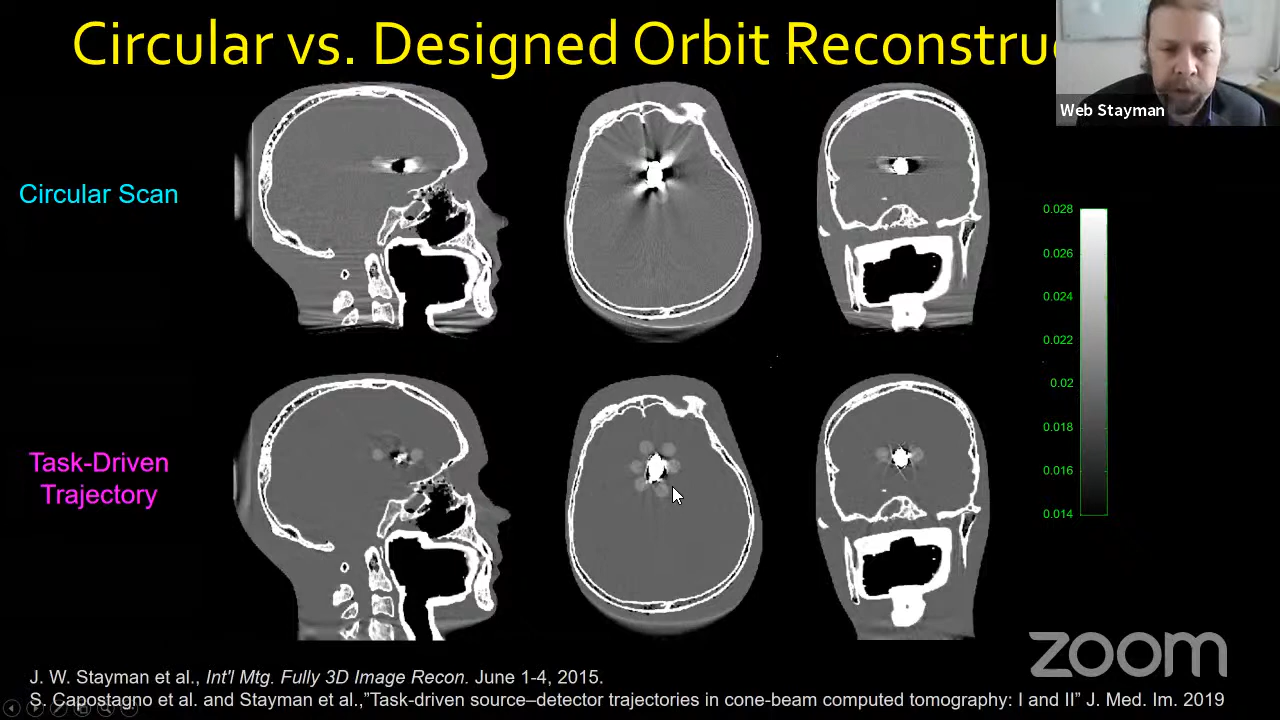 Circular vs. Designed Orbit Reconstru
Web Stayman
Circular Scan
0.028
0.026
0.024
0.022
0.02
0.018
0.016
0.014
Task-Driven
Trajectory
zoom
J. W. Stayman et al., Int'l Mtg. Fully 3D Image Recon. June 1-4, 2015.
S. Capostagno et al. and Stayman et al.,"Task-driven source–detector trajectories in cone-beam computed tomography: I and II" J. Med. Im. 2019